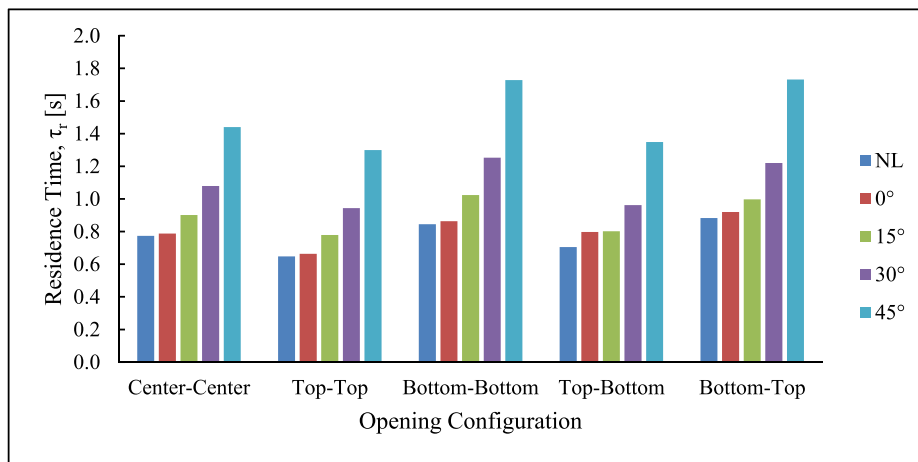 2.0
1.8
1.6
1.4
1.2
1.0
0.8
0.6
0.4
0.2
0.0
Residence Time, τr [s]
Center-Center
Top-Top
Bottom-Bottom
Top-Bottom
Bottom-Top
Opening Configuration
NL
0°
15°
30°
45°